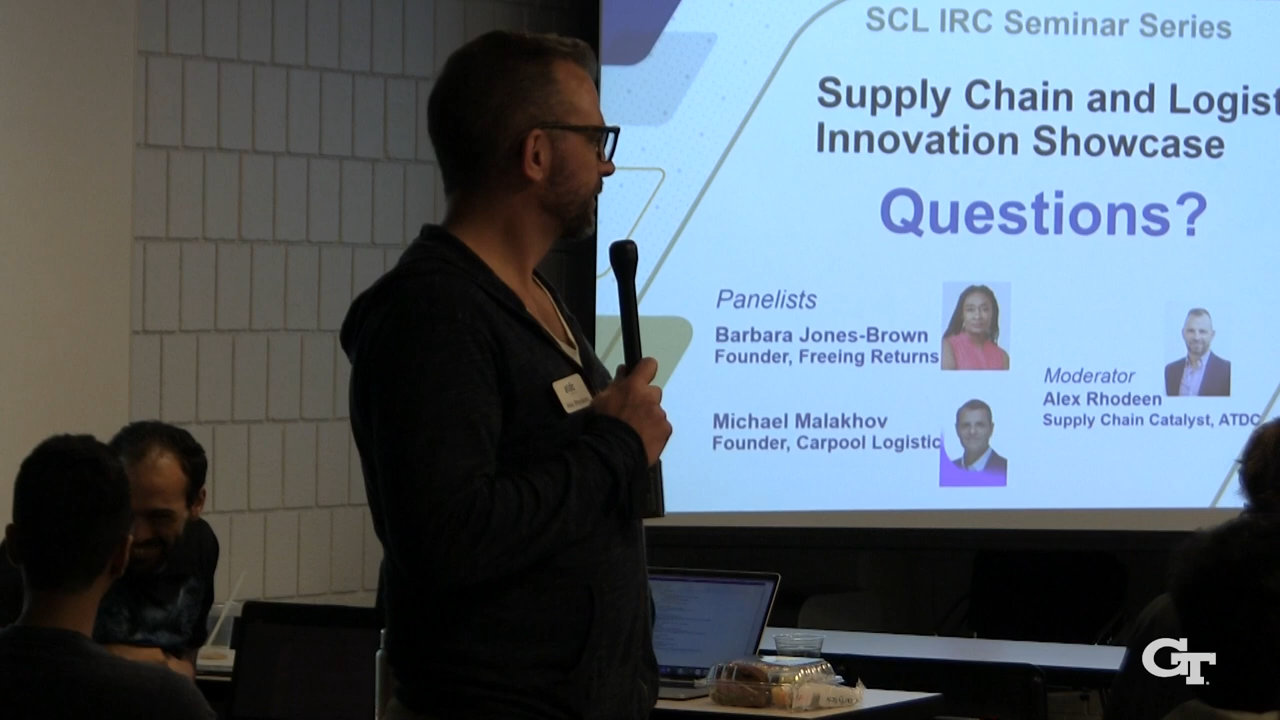 SCL IRC Seminar Series
Supply Chain and Logist
Innovation Showcase
Questions?
Panelists
Barbara Jones-Brown
Founder, Freeing Returns
Michael Malakhov
Founder, Carpool Logistic
Moderator
Alex Rhodeen
Supply Chain Catalyst, ATDC
GT